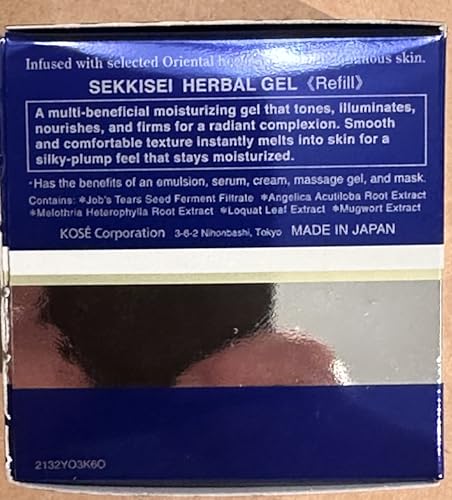 Infused with selected Oriental skin.
SEKKISEI HERBAL GEL 《Refill》
A multi-beneficial moisturizing gel that tones, illuminates,
nourishes, and firms for a radiant complexion. Smooth
and comfortable texture instantly melts into skin for a
silky-plump feel that stays moisturized.
•Has the benefits of an emulsion, serum, cream, massage gel, and mask.
Contains: *Job's Tears Seed Ferment Filtrate *Angelica Acutiloba Root Extract
*Melothria Heterophylla Root Extract *Loquat Leaf Extract *Mugwort Extract
KOSÉ Corporation 3-6-2 Nihonbashi, Tokyo MADE IN JAPAN
2132YO3K6O